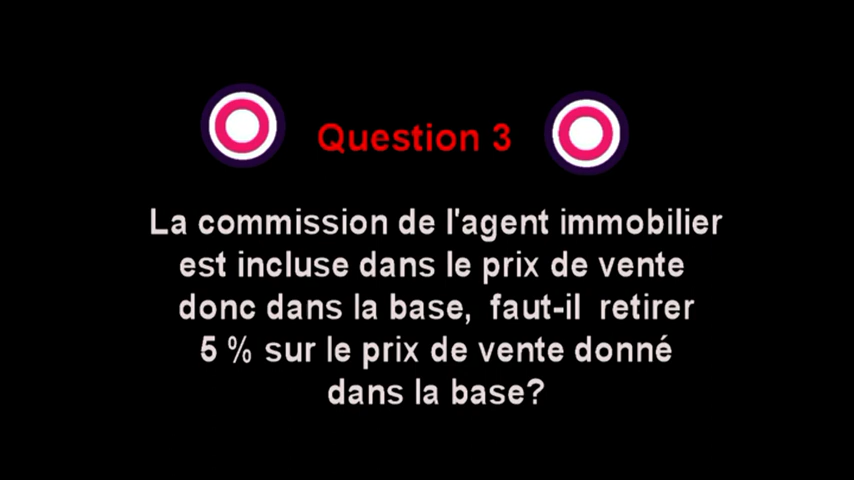 Question 3
La commission de l'agent immobilier
est incluse dans le prix de vente
donc dans la base, faut-il retirer
5 % sur le prix de vente donné
dans la base?